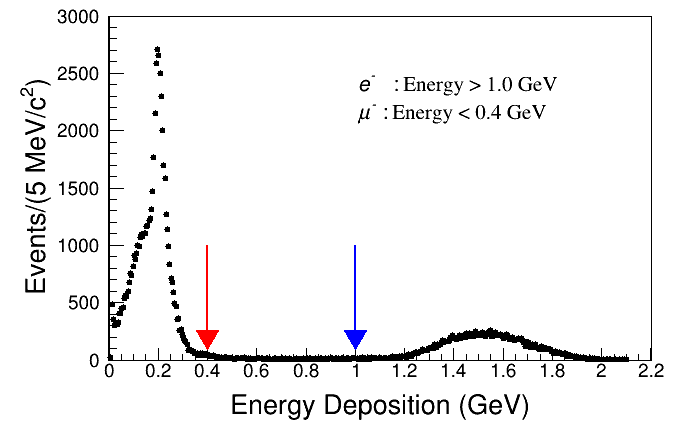 3000
2500
2000
1500
1000
500
0
Events/(5 MeV/c²)
e⁻ : Energy > 1.0 GeV
μ⁻ : Energy < 0.4 GeV
0 0.2 0.4 0.6 0.8 1 1.2 1.4 1.6 1.8 2 2.2
Energy Deposition (GeV)